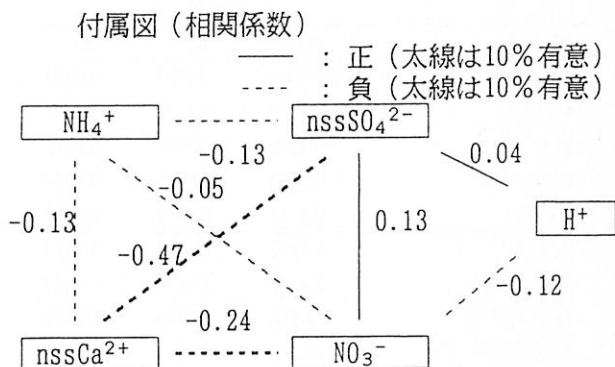 付属図（相関係数）
——— : 正（太線は10%有意）
----- : 負（太線は10%有意）
NH₄⁺
nssSO₄²⁻
-0.13
0.04
-0.05
-0.13
0.13
H⁺
-0.47
-0.12
-0.24
nssCa²⁺
NO₃⁻